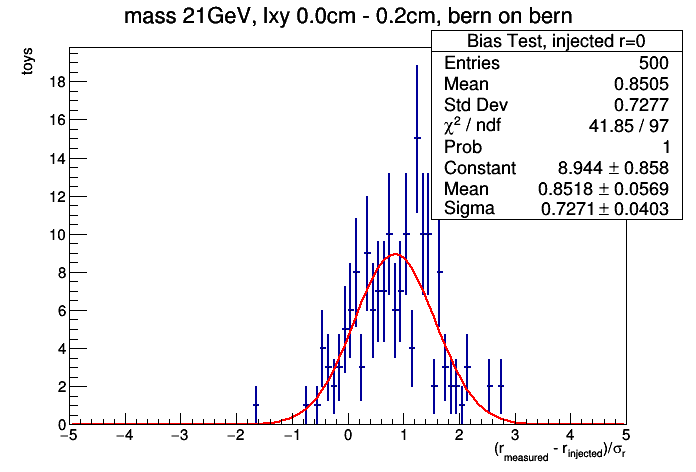 mass 21GeV, lxy 0.0cm - 0.2cm, bern on bern
toys
Bias Test, injected r=0
Entries 500
Mean 0.8505
Std Dev 0.7277
χ² / ndf 41.85 / 97
Prob 1
Constant 8.944 ± 0.858
Mean 0.8518 ± 0.0569
Sigma 0.7271 ± 0.0403
18
16
14
12
10
8
6
4
2
0
−5 −4 −3 −2 −1 0 1 2 3 4 5
(r_measured - r_injected)/σ_r